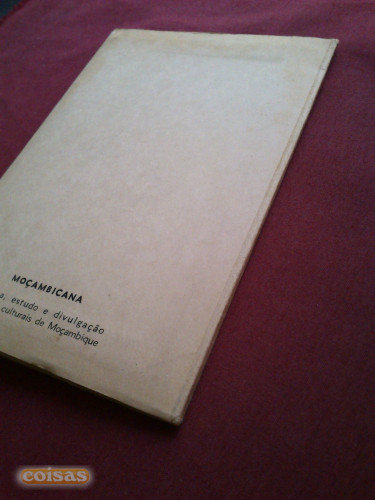 MOÇAMBICANA
, estudo e divulgação
culturais de Moçambique
coisas